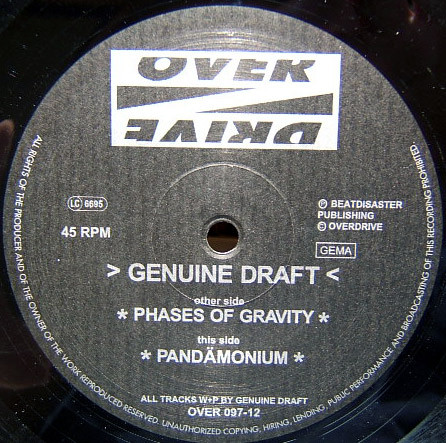 OVER
DRIVE
LC 6695
45 RPM
℗ BEATDISASTER
PUBLISHING
© OVERDRIVE
GEMA
> GENUINE DRAFT <
other side
* PHASES OF GRAVITY *
this side
* PANDÄMONIUM *
ALL TRACKS W+P BY GENUINE DRAFT
OVER 097-12
ALL RIGHTS OF THE PRODUCER AND OF THE OWNER OF THE WORK REPRODUCED RESERVED. UNAUTHORIZED COPYING, HIRING, LENDING, PUBLIC PERFORMANCE AND BROADCASTING OF THIS RECORDING PROHIBITED.